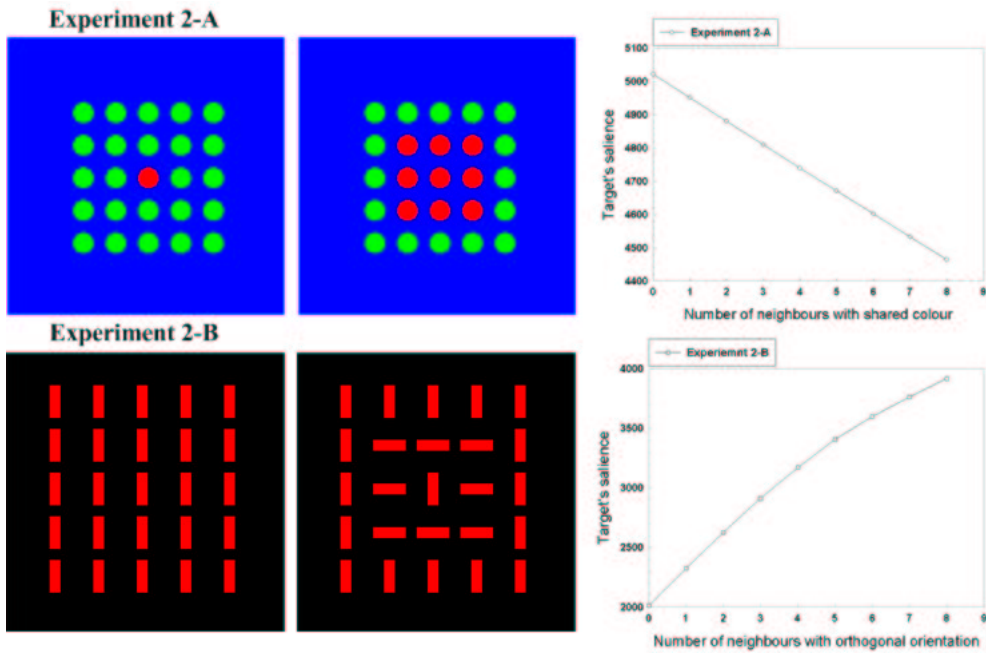 Experiment 2-A
Experiment 2-A
5100
5000
4900
4800
4700
4600
4500
4400
Target's salience
0 1 2 3 4 5 6 7 8 9
Number of neighbours with shared colour
Experiment 2-B
Experiemnt 2-B
4000
3500
3000
2500
2000
Target's salience
0 1 2 3 4 5 6 7 8 9
Number of neighbours with orthogonal orientation